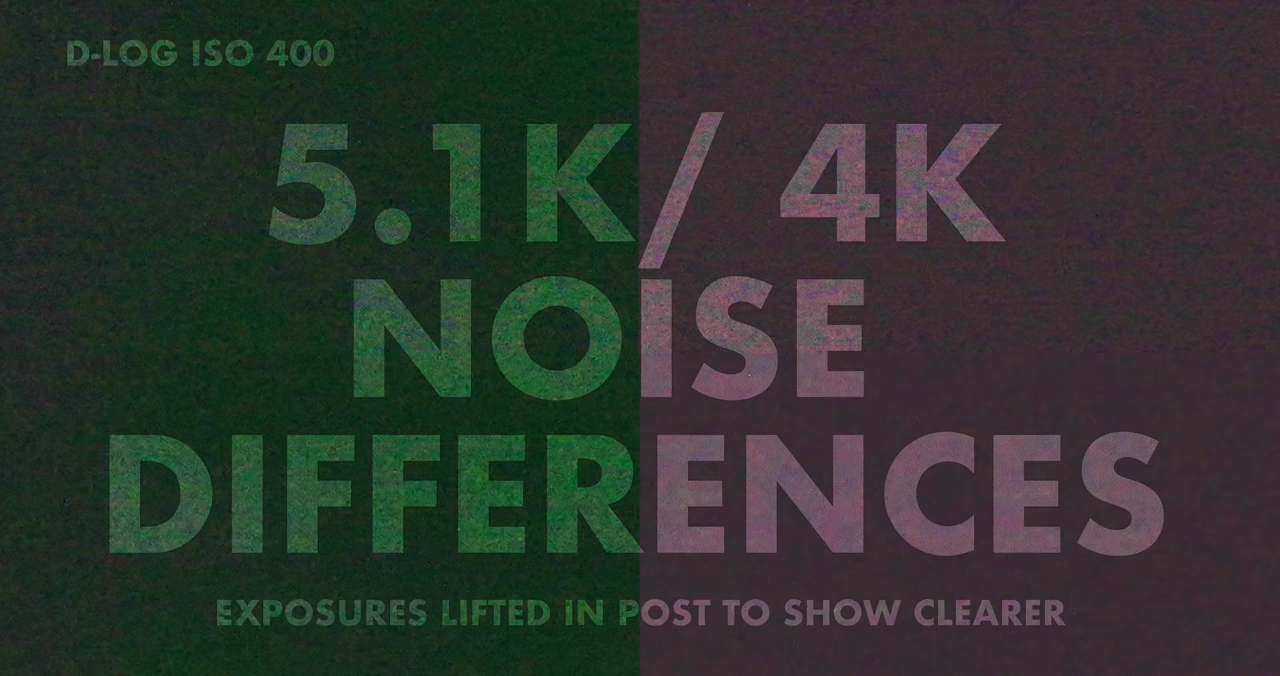 D-LOG ISO 400
5.1K/ 4K
NOISE
DIFFERENCES
EXPOSURES LIFTED IN POST TO SHOW CLEARER